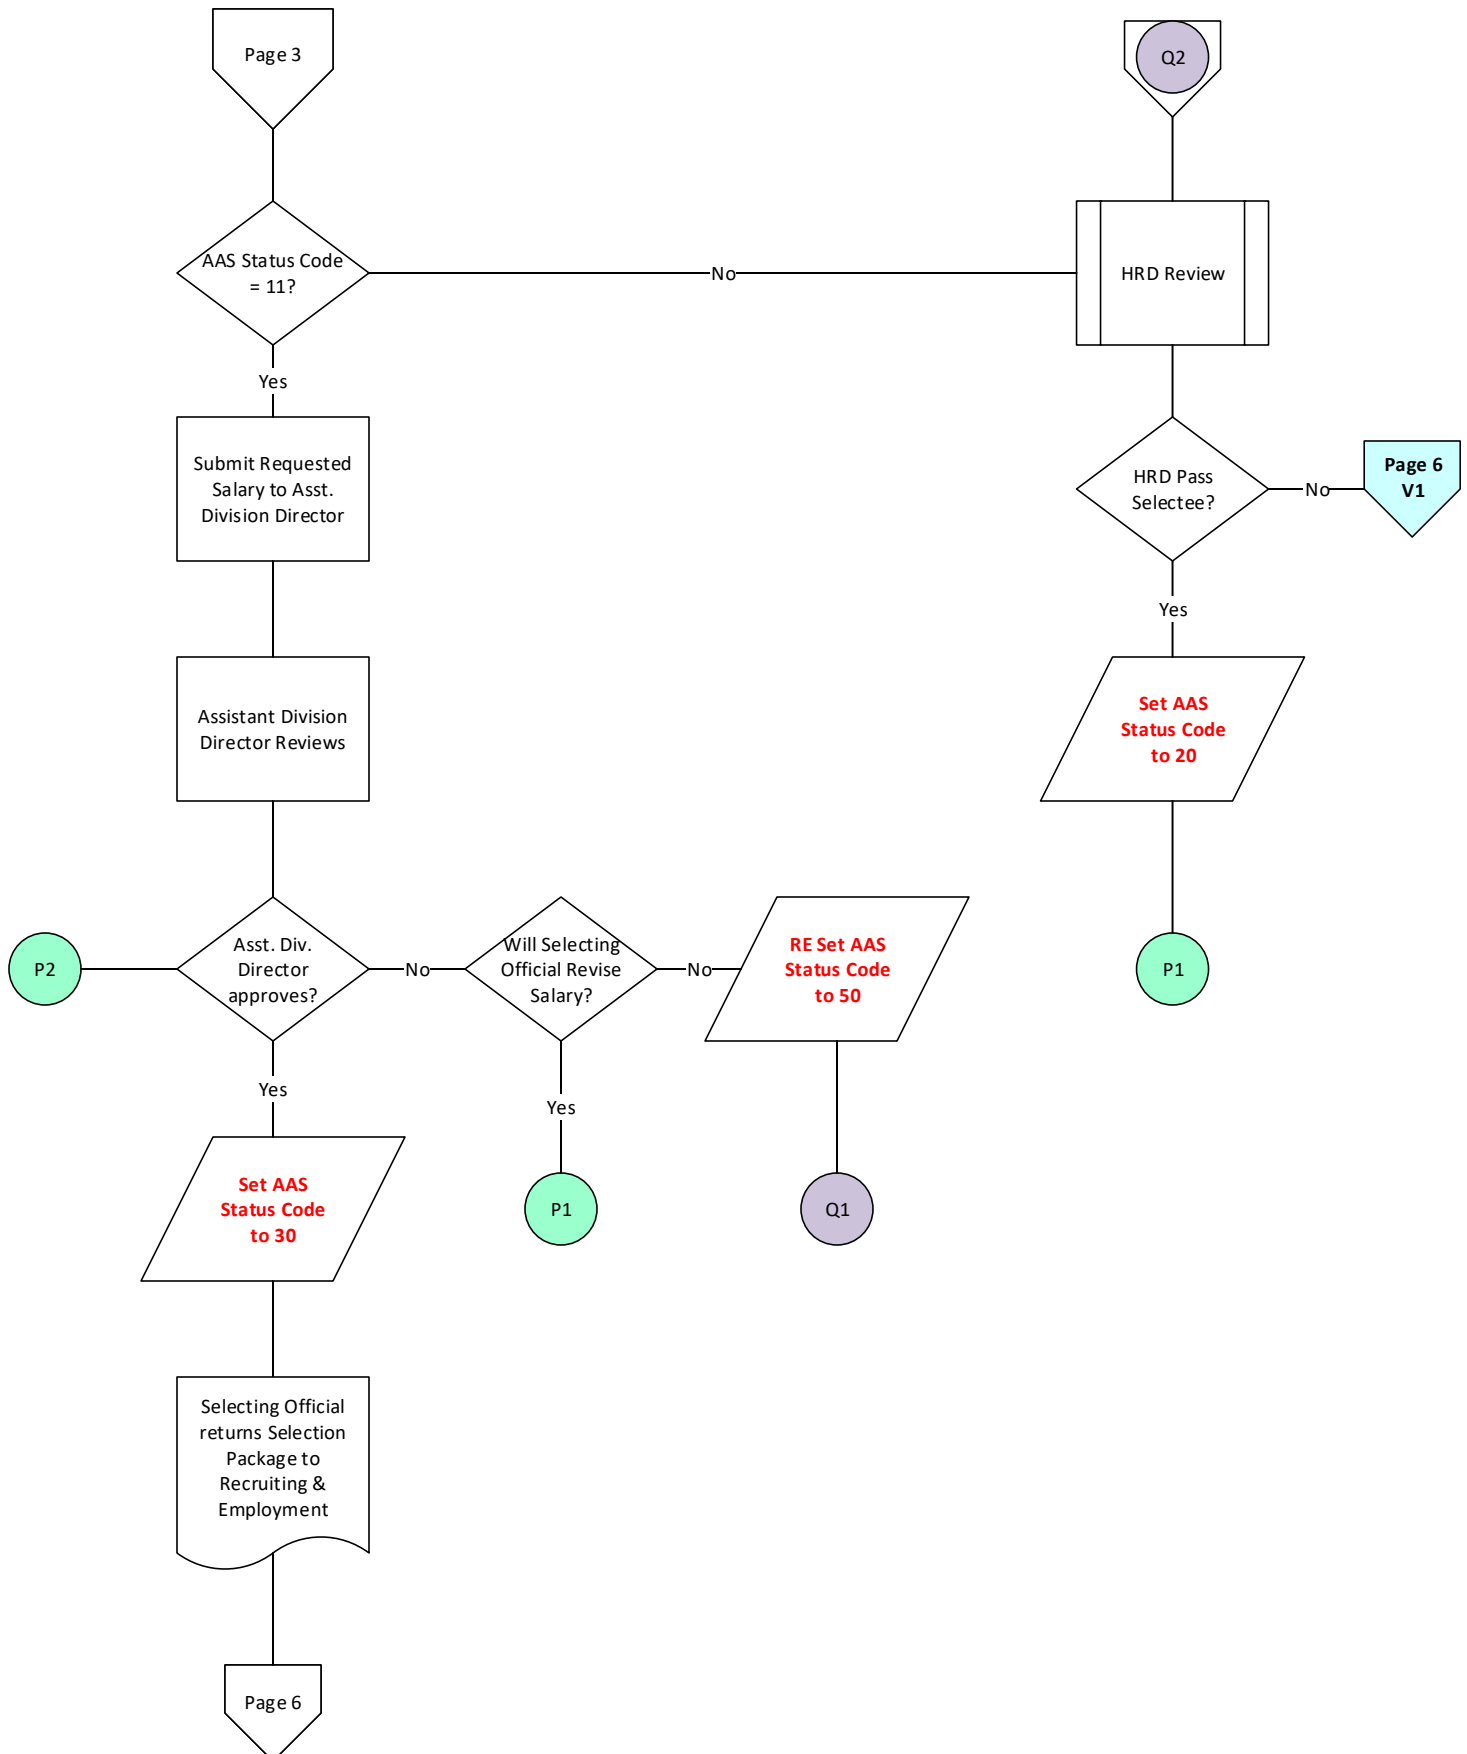 Page 3
Q2
AAS Status Code
= 11?
No
HRD Review
Yes
Submit Requested
Salary to Asst.
Division Director
HRD Pass
Selectee?
No
Page 6
V1
Yes
Assistant Division
Director Reviews
Set AAS
Status Code
to 20
P2
Asst. Div.
Director
approves?
No
Will Selecting
Official Revise
Salary?
No
RE Set AAS
Status Code
to 50
P1
Yes
Yes
Set AAS
Status Code
to 30
P1
Q1
Selecting Official
returns Selection
Package to
Recruiting &
Employment
Page 6